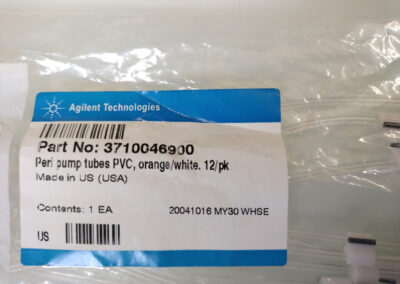 Agilent Technologies
Part No: 3710046900
Peri pump tubes PVC, orange/white. 12/pk
Made in US (USA)
Contents: 1 EA
20041016 MY30 WHSE
US